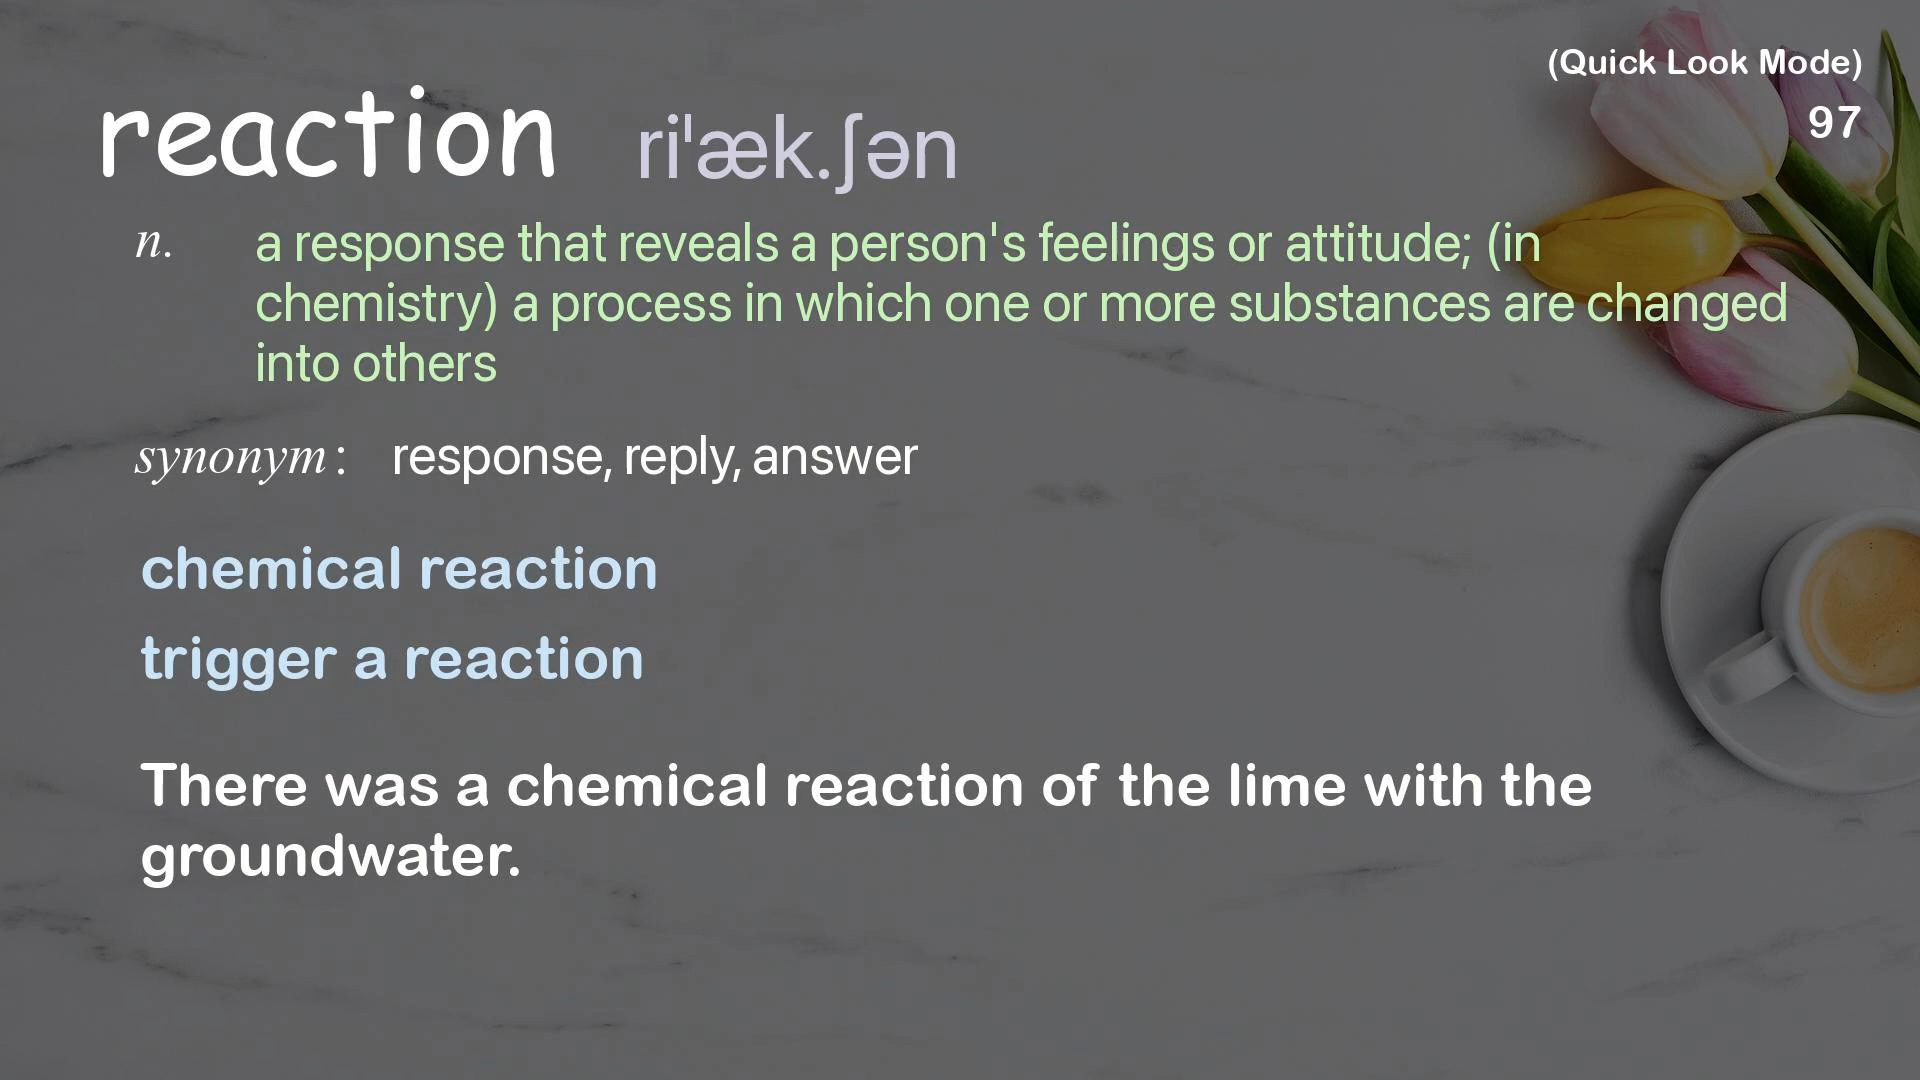 (Quick Look Mode)
97
reaction riˈæk.ʃən
n. a response that reveals a person's feelings or attitude; (in
chemistry) a process in which one or more substances are changed
into others
synonym: response, reply, answer
chemical reaction
trigger a reaction
There was a chemical reaction of the lime with the
groundwater.